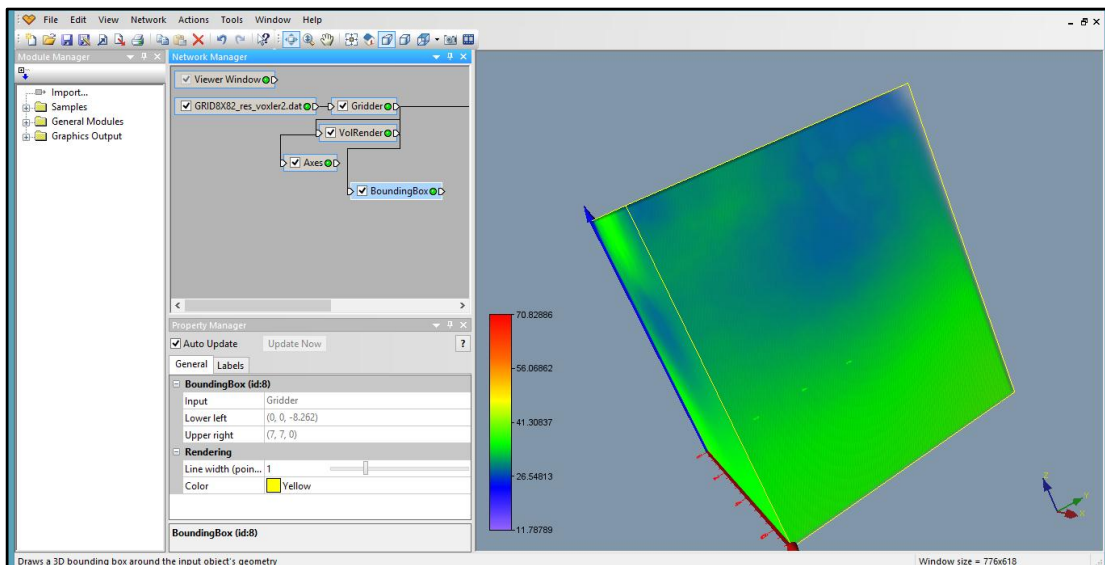 File Edit View Network Actions Tools Window Help
Module Manager
Import...
Samples
General Modules
Graphics Output
Network Manager
Viewer Window
GRID8X82_res_voxler2.dat
Gridder
VolRender
Axes
BoundingBox
Property Manager
Auto Update Update Now ?
General Labels
BoundingBox (id:8)
Input Gridder
Lower left (0, 0, -8.262)
Upper right (7, 7, 0)
Rendering
Line width (poin... 1
Color Yellow
BoundingBox (id:8)
70.82886
56.06862
41.30837
26.54813
11.78789
Z
Y
X
Draws a 3D bounding box around the input object's geometry
Window size = 776x618